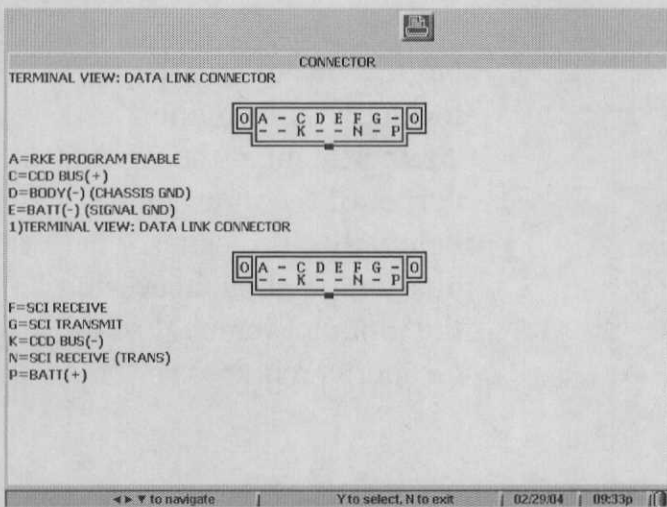 CONNECTOR
TERMINAL VIEW: DATA LINK CONNECTOR
O A - C D E F G - O
- - K - - N - P
A=RKE PROGRAM ENABLE
C=CCD BUS(+)
D=BODY(-) (CHASSIS GND)
E=BATT(-) (SIGNAL GND)
1)TERMINAL VIEW: DATA LINK CONNECTOR
O A - C D E F G - O
- - K - - N - P
F=SCI RECEIVE
G=SCI TRANSMIT
K=CCD BUS(-)
N=SCI RECEIVE (TRANS)
P=BATT(+)
◄ ► ▼ to navigate Y to select, N to exit 02/29/04 09:33p